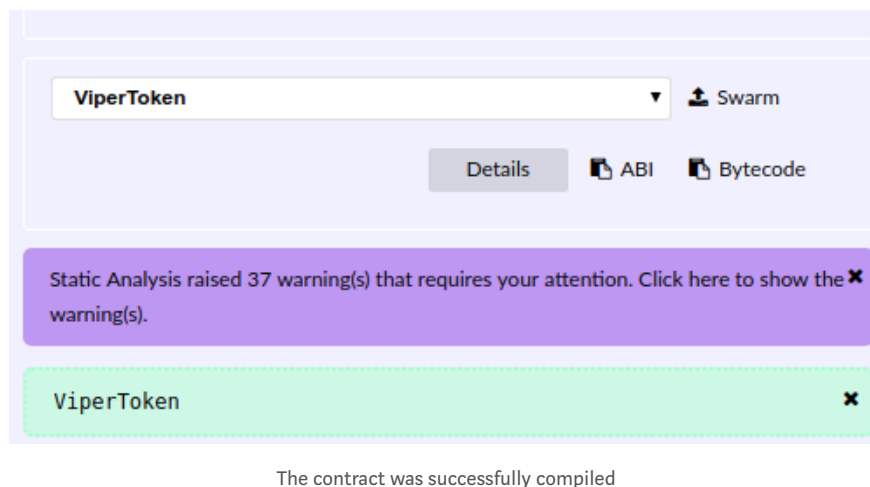 ViperToken
Swarm
Details
ABI
Bytecode
Static Analysis raised 37 warning(s) that requires your attention. Click here to show the
warning(s).
ViperToken
The contract was successfully compiled